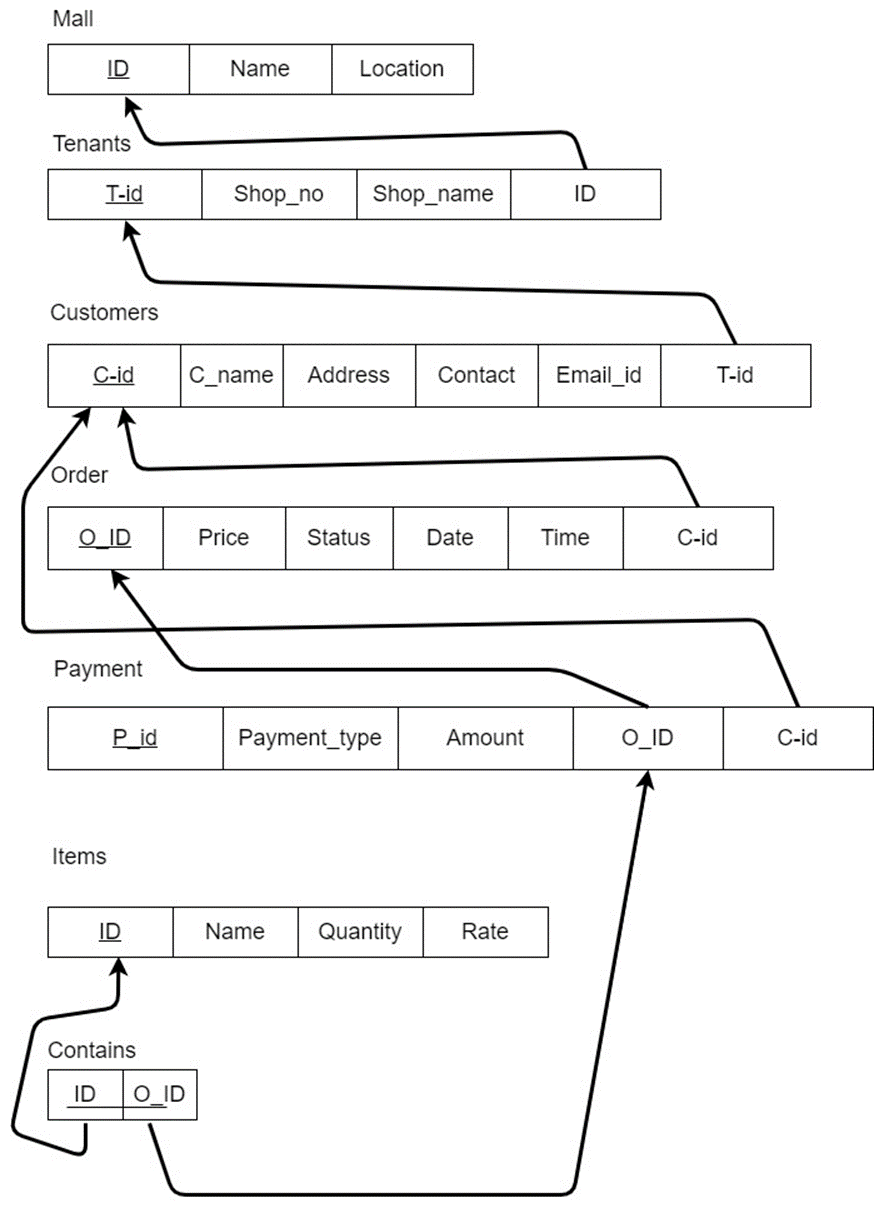 Mall
ID Name Location
Tenants
T-id Shop_no Shop_name ID
Customers
C-id C_name Address Contact Email_id T-id
Order
O_ID Price Status Date Time C-id
Payment
P_id Payment_type Amount O_ID C-id
Items
ID Name Quantity Rate
Contains
ID O_ID